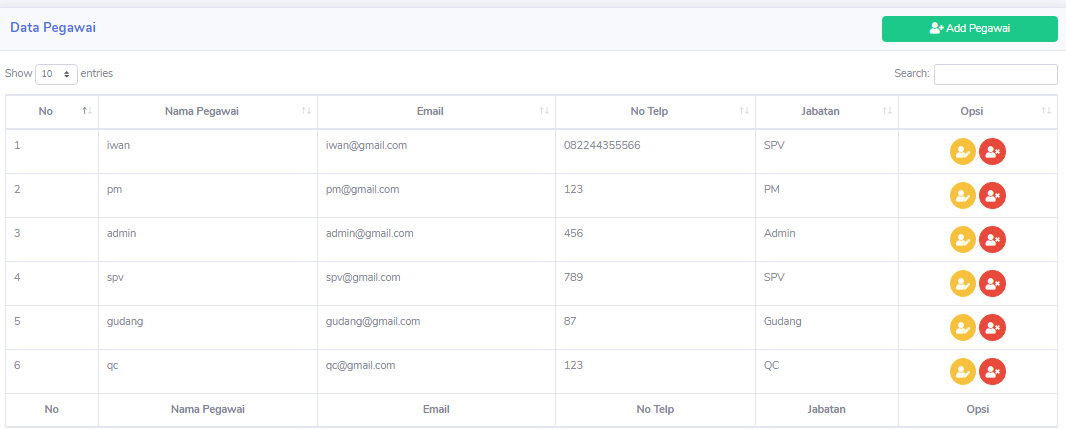 Data Pegawai Add Pegawai
Show 10 entries Search:
No Nama Pegawai Email No Telp Jabatan Opsi
1 iwan iwan@gmail.com 082244355566 SPV
2 pm pm@gmail.com 123 PM
3 admin admin@gmail.com 456 Admin
4 spv spv@gmail.com 789 SPV
5 gudang gudang@gmail.com 87 Gudang
6 qc qc@gmail.com 123 QC
No Nama Pegawai Email No Telp Jabatan Opsi